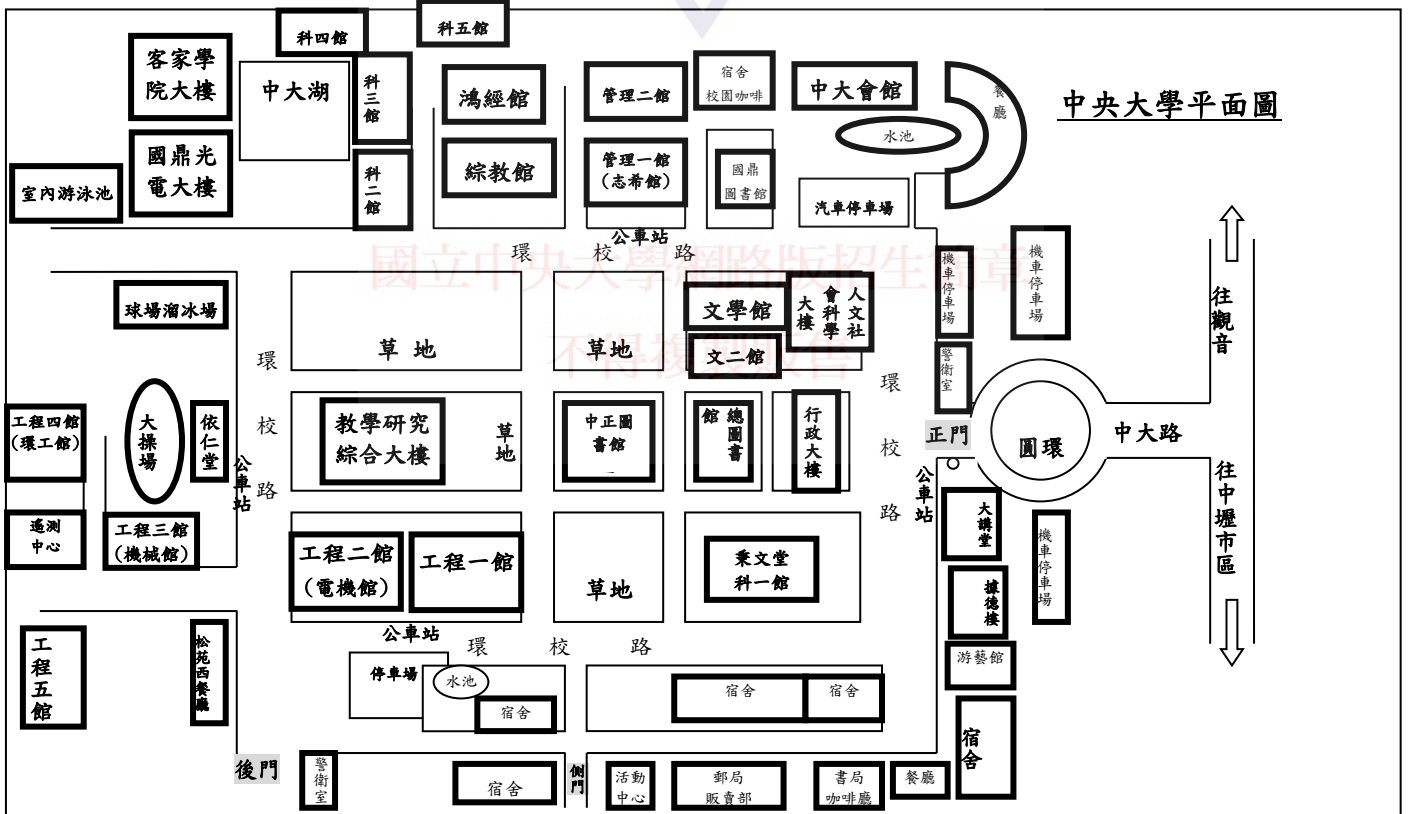 中央大學平面圖
科四館
科五館
客家學
院大樓
中大湖
科三館
鴻經館
管理二館
宿舍
校園咖啡
中大會館
餐廳
水池
國鼎光
電大樓
室內游泳池
科二館
綜教館
管理一館
(志希館)
國鼎
圖書館
汽車停車場
公車站
環校路
國立中央大學網路版招生簡章
不得複製販售
機車停車場
機車停車場
往觀音
球場溜冰場
草地
草地
文學館
文二館
人文社
會科學
大樓
環校路
環校路
警衛室
正門
圓環
中大路
工程四館
(環工館)
大操場
依仁堂
公車站
教學研究
綜合大樓
草地
中正圖
書館
總圖書
館
行政大樓
公車站
往中壢市區
遙測
中心
工程三館
(機械館)
工程二館
(電機館)
工程一館
草地
秉文堂
科一館
大講堂
機車停車場
據德樓
公車站
環校路
工程五館
松苑西餐廳
停車場
水池
宿舍
宿舍
宿舍
游藝館
宿舍
後門
警衛室
宿舍
側門
活動
中心
郵局
販賣部
書局
咖啡廳
餐廳